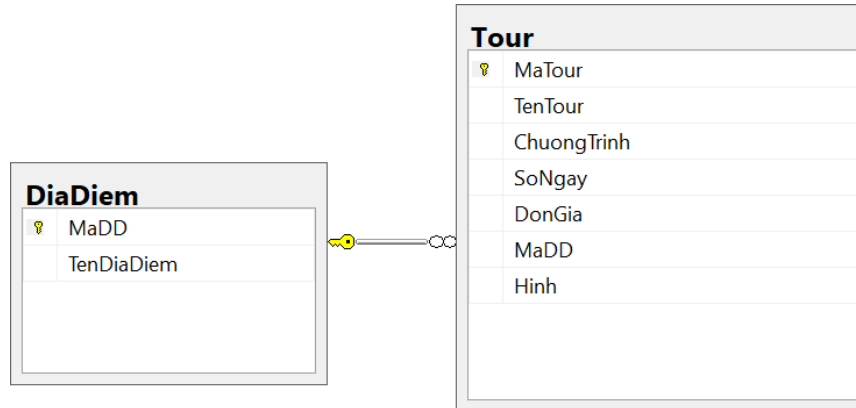 DiaDiem
MaDD
TenDiaDiem
Tour
MaTour
TenTour
ChuongTrinh
SoNgay
DonGia
MaDD
Hinh